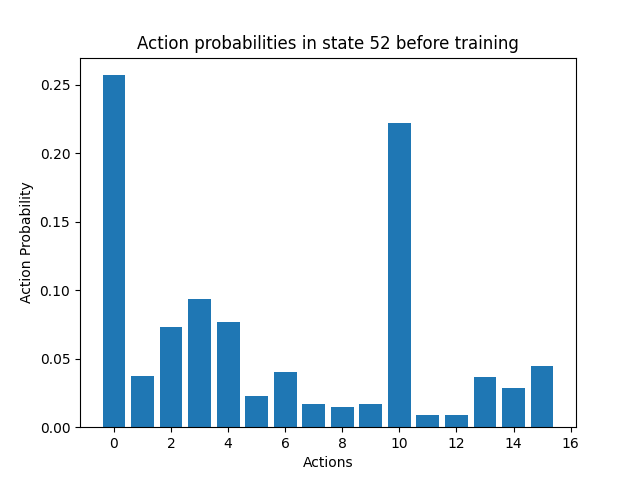 Action probabilities in state 52 before training
0.25
0.20
0.15
0.10
0.05
0.00
Action Probability
0 2 4 6 8 10 12 14 16
Actions